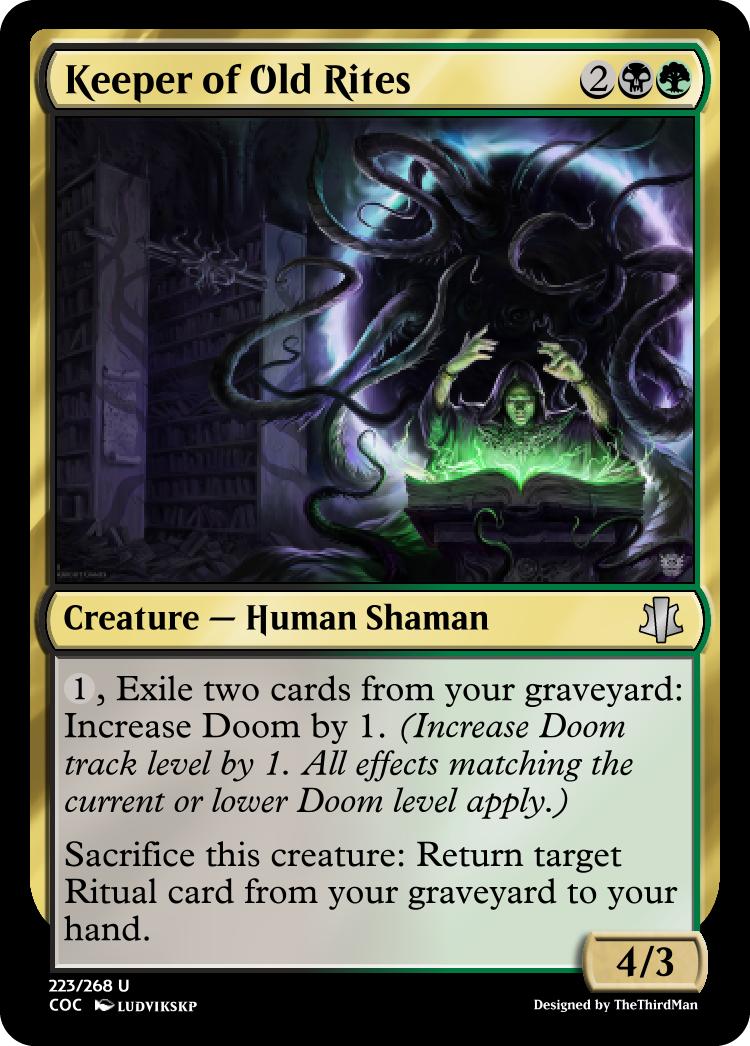 Keeper of Old Rites 2
Creature — Human Shaman
1, Exile two cards from your graveyard:
Increase Doom by 1. (Increase Doom
track level by 1. All effects matching the
current or lower Doom level apply.)
Sacrifice this creature: Return target
Ritual card from your graveyard to your
hand.
4/3
223/268 U
COC LUDVIKSKP
Designed by TheThirdMan